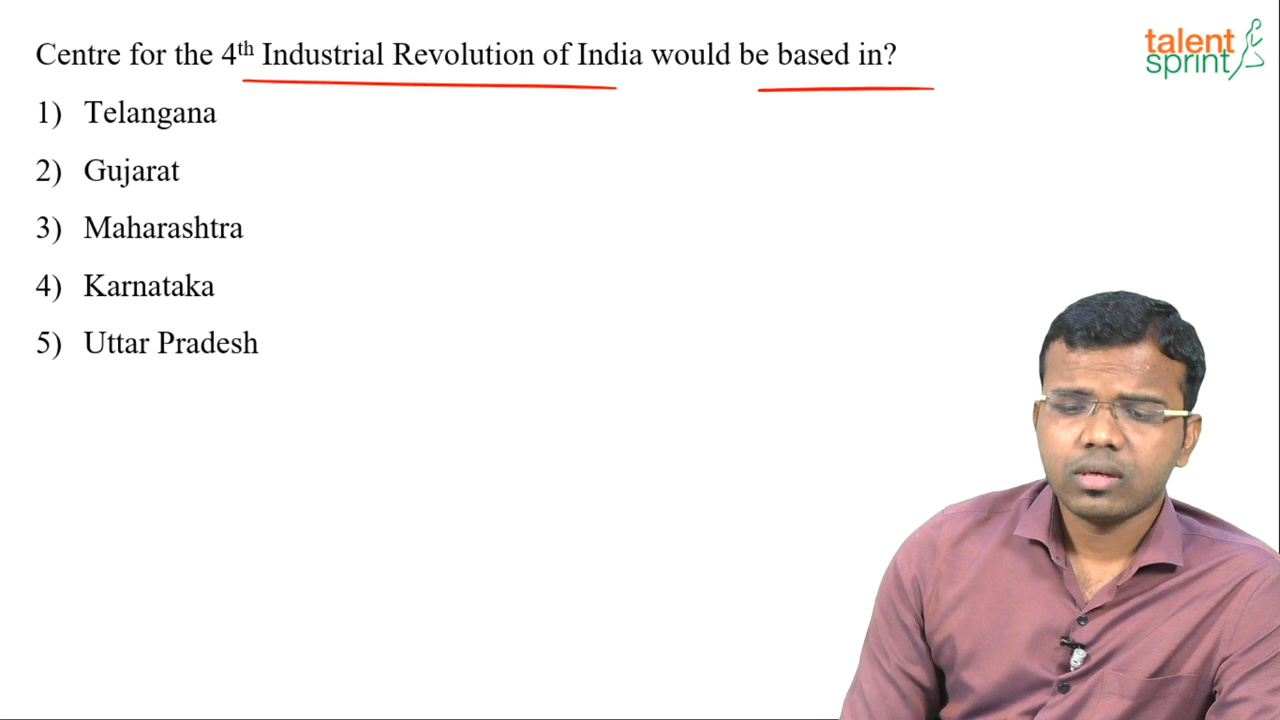 Centre for the 4th Industrial Revolution of India would be based in?
talent
sprint
1) Telangana
2) Gujarat
3) Maharashtra
4) Karnataka
5) Uttar Pradesh